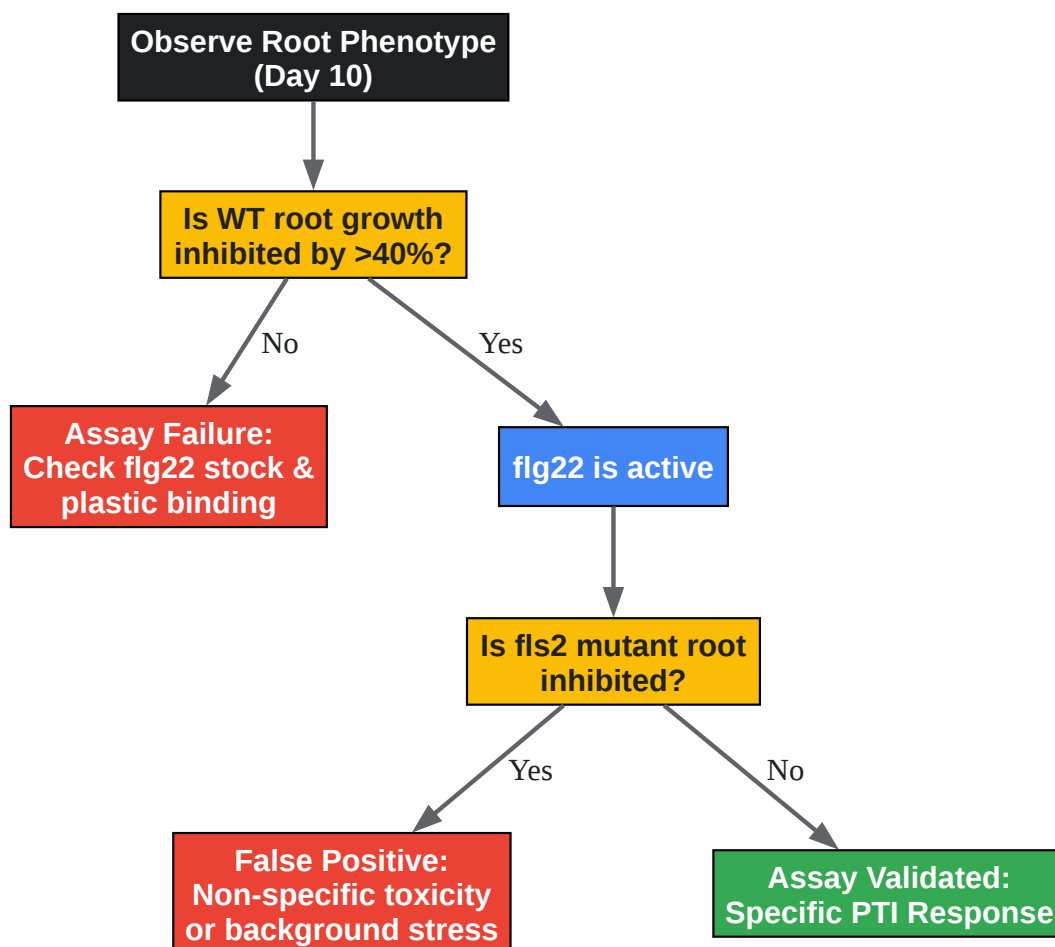 Observe Root Phenotype
(Day 10)
Is WT root growth
inhibited by >40%?
No
Yes
Assay Failure:
Check flg22 stock &
plastic binding
flg22 is active
Is fls2 mutant root
inhibited?
Yes
No
False Positive:
Non-specific toxicity
or background stress
Assay Validated:
Specific PTI Response